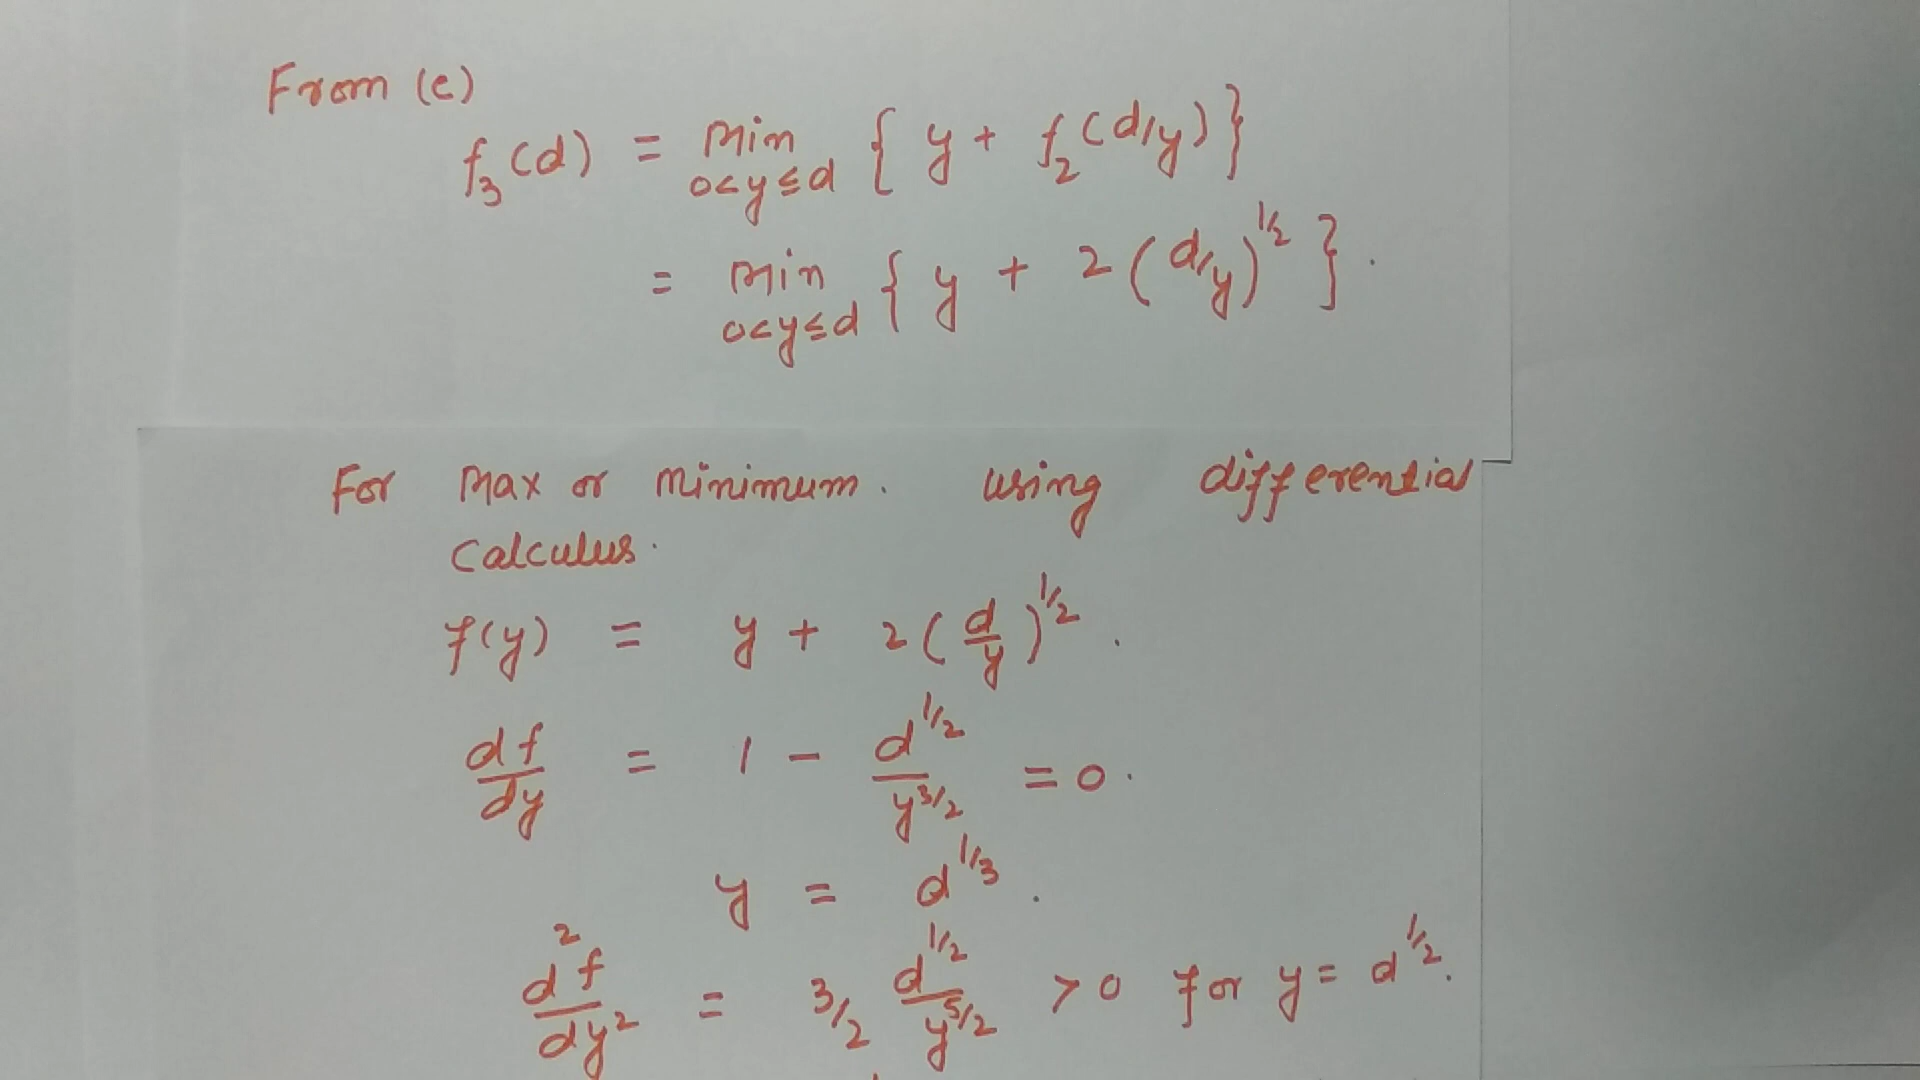 From (e)
f₃(d) = Min 0<y≤d { y + f₂(d/y) }
= Min 0<y≤d { y + 2(d/y)^1/2 }.
For Max or Minimum. using differential
Calculus.
f(y) = y + 2(d/y)^1/2.
df/dy = 1 - d^1/2 / y^3/2 = 0.
y = d^1/3.
d²f/dy² = 3/2 d^1/2 / y^5/2 > 0 for y = d^1/2.